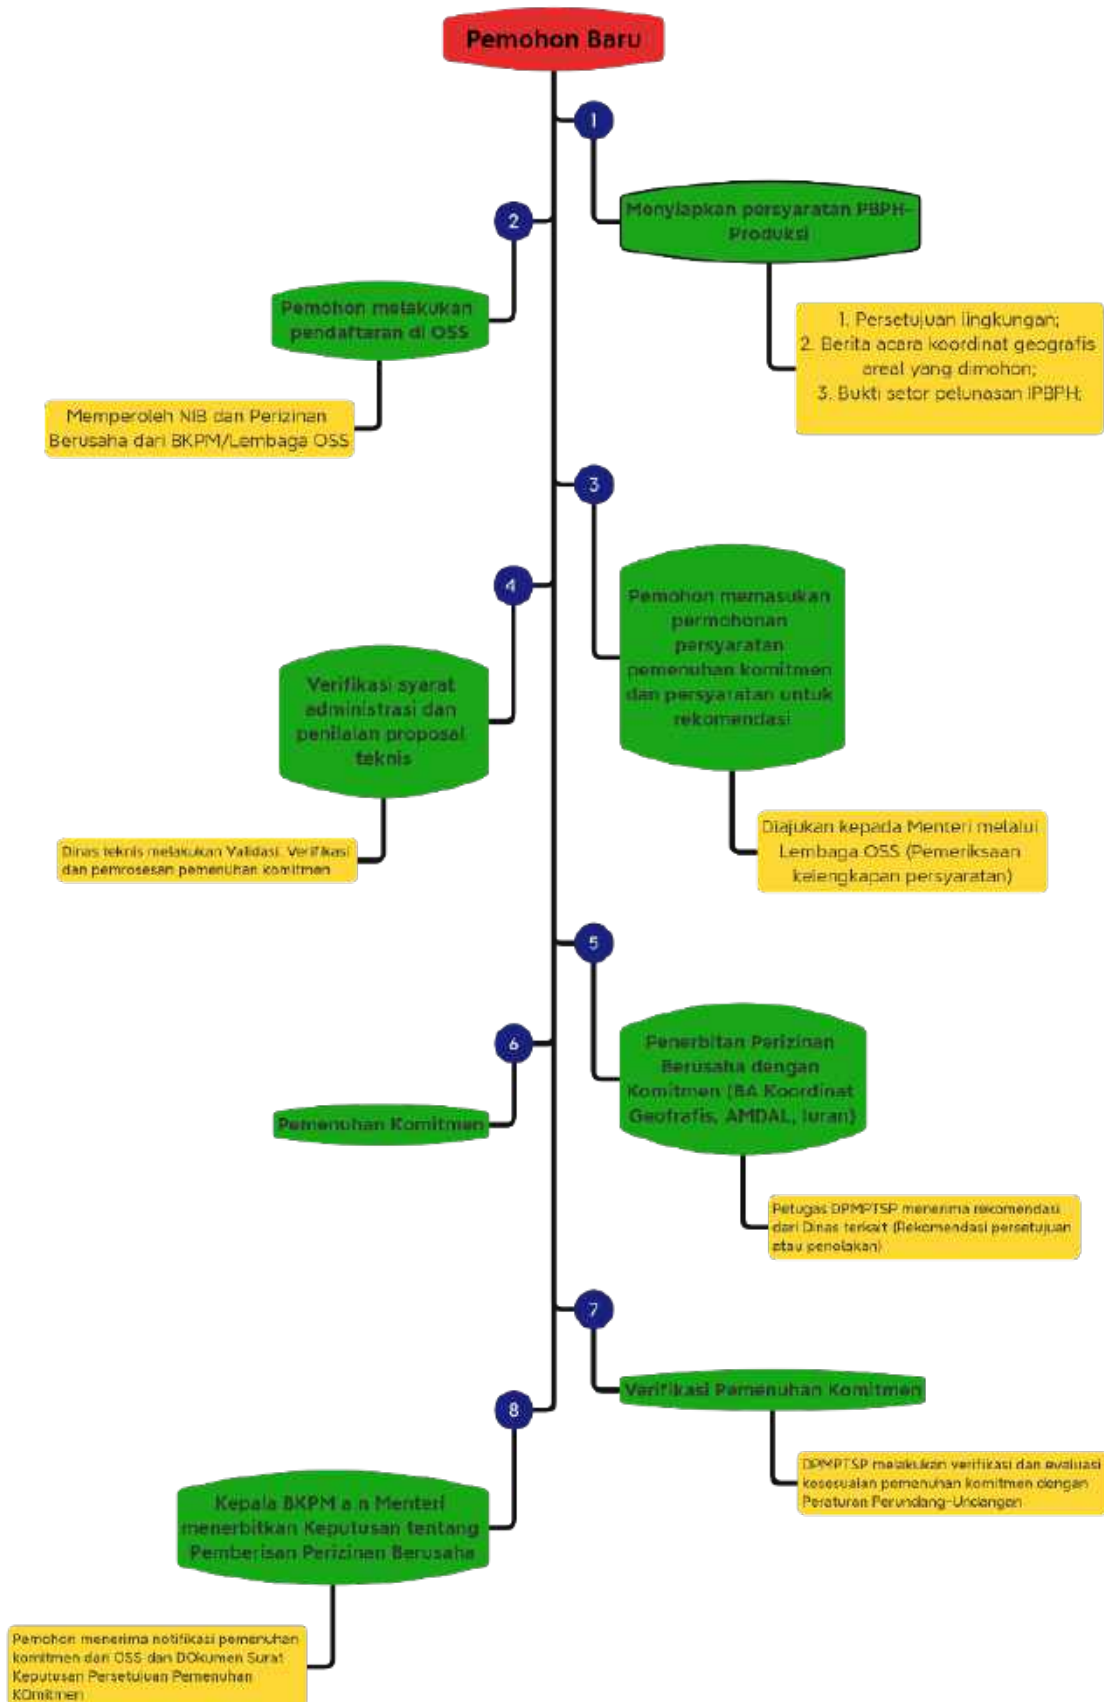 Pemohon Baru
1
Menyiapkan persyaratan PBPH-
Produksi
1. Persetujuan lingkungan;
2. Berita acara koordinat geografis
areal yang dimohon;
3. Bukti setor pelunasan IPBPH;
2
Pemohon melakukan
pendaftaran di OSS
Memperoleh NIB dan Perizinan
Berusaha dari BKPM/Lembaga OSS
3
Pemohon memasukan
permohonan
persyaratan
pemenuhan komitmen
dan persyaratan untuk
rekomendasi
Diajukan kepada Menteri melalui
Lembaga OSS (Pemeriksaan
kelengkapan persyaratan)
4
Verifikasi syarat
administrasi dan
penilaian proposal
teknis
Dinas teknis melakukan Validasi, Verifikasi
dan pemrosesan pemenuhan komitmen
5
Penerbitan Perizinan
Berusaha dengan
Komitmen (BA Koordinat
Geofrafis, AMDAL, Iuran)
Petugas DPMPTSP menerima rekomendasi
dari Dinas terkait (Rekomendasi persetujuan
atau penolakan)
6
Pemenuhan Komitmen
7
Verifikasi Pemenuhan Komitmen
DPMPTSP melakukan verifikasi dan evaluasi
kesesuaian pemenuhan komitmen dengan
Peraturan Perundang-Undangan
8
Kepala BKPM a.n Menteri
menerbitkan Keputusan tentang
Pemberisan Perizinen Berusaha
Pemohon menerima notifikasi pemenuhan
komitmen dari OSS dan DOkumen Surat
Keputusan Persetujuan Pemenuhan
KOmitmen